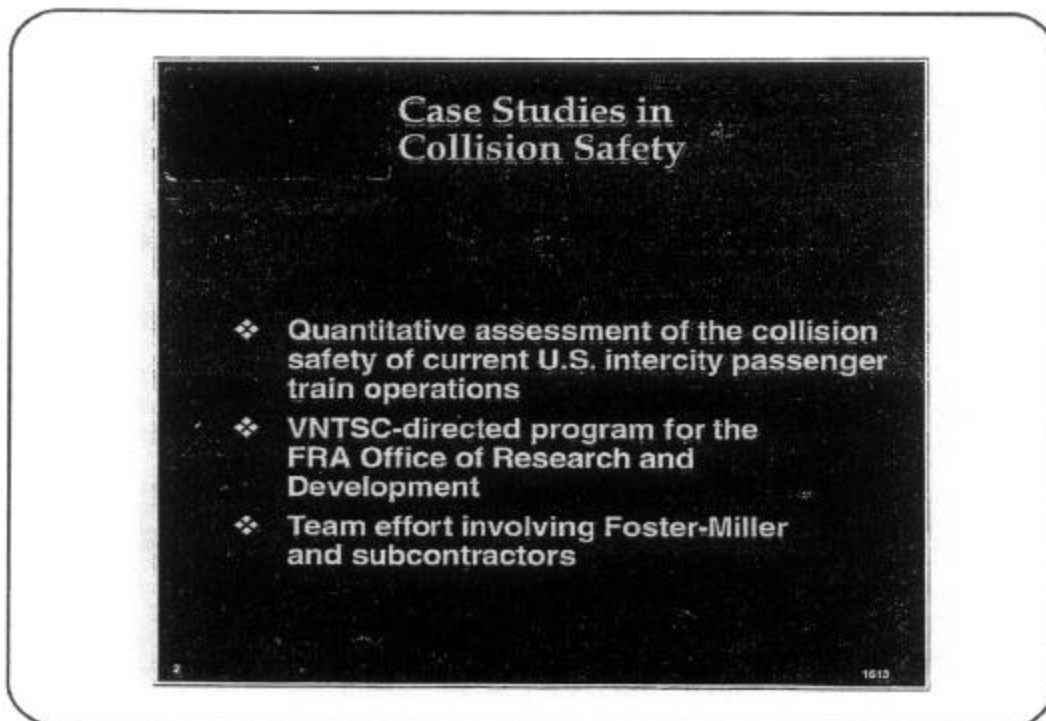 Case Studies in
Collision Safety
❖ Quantitative assessment of the collision
safety of current U.S. intercity passenger
train operations
❖ VNTSC-directed program for the
FRA Office of Research and
Development
❖ Team effort involving Foster-Miller
and subcontractors
2
1613